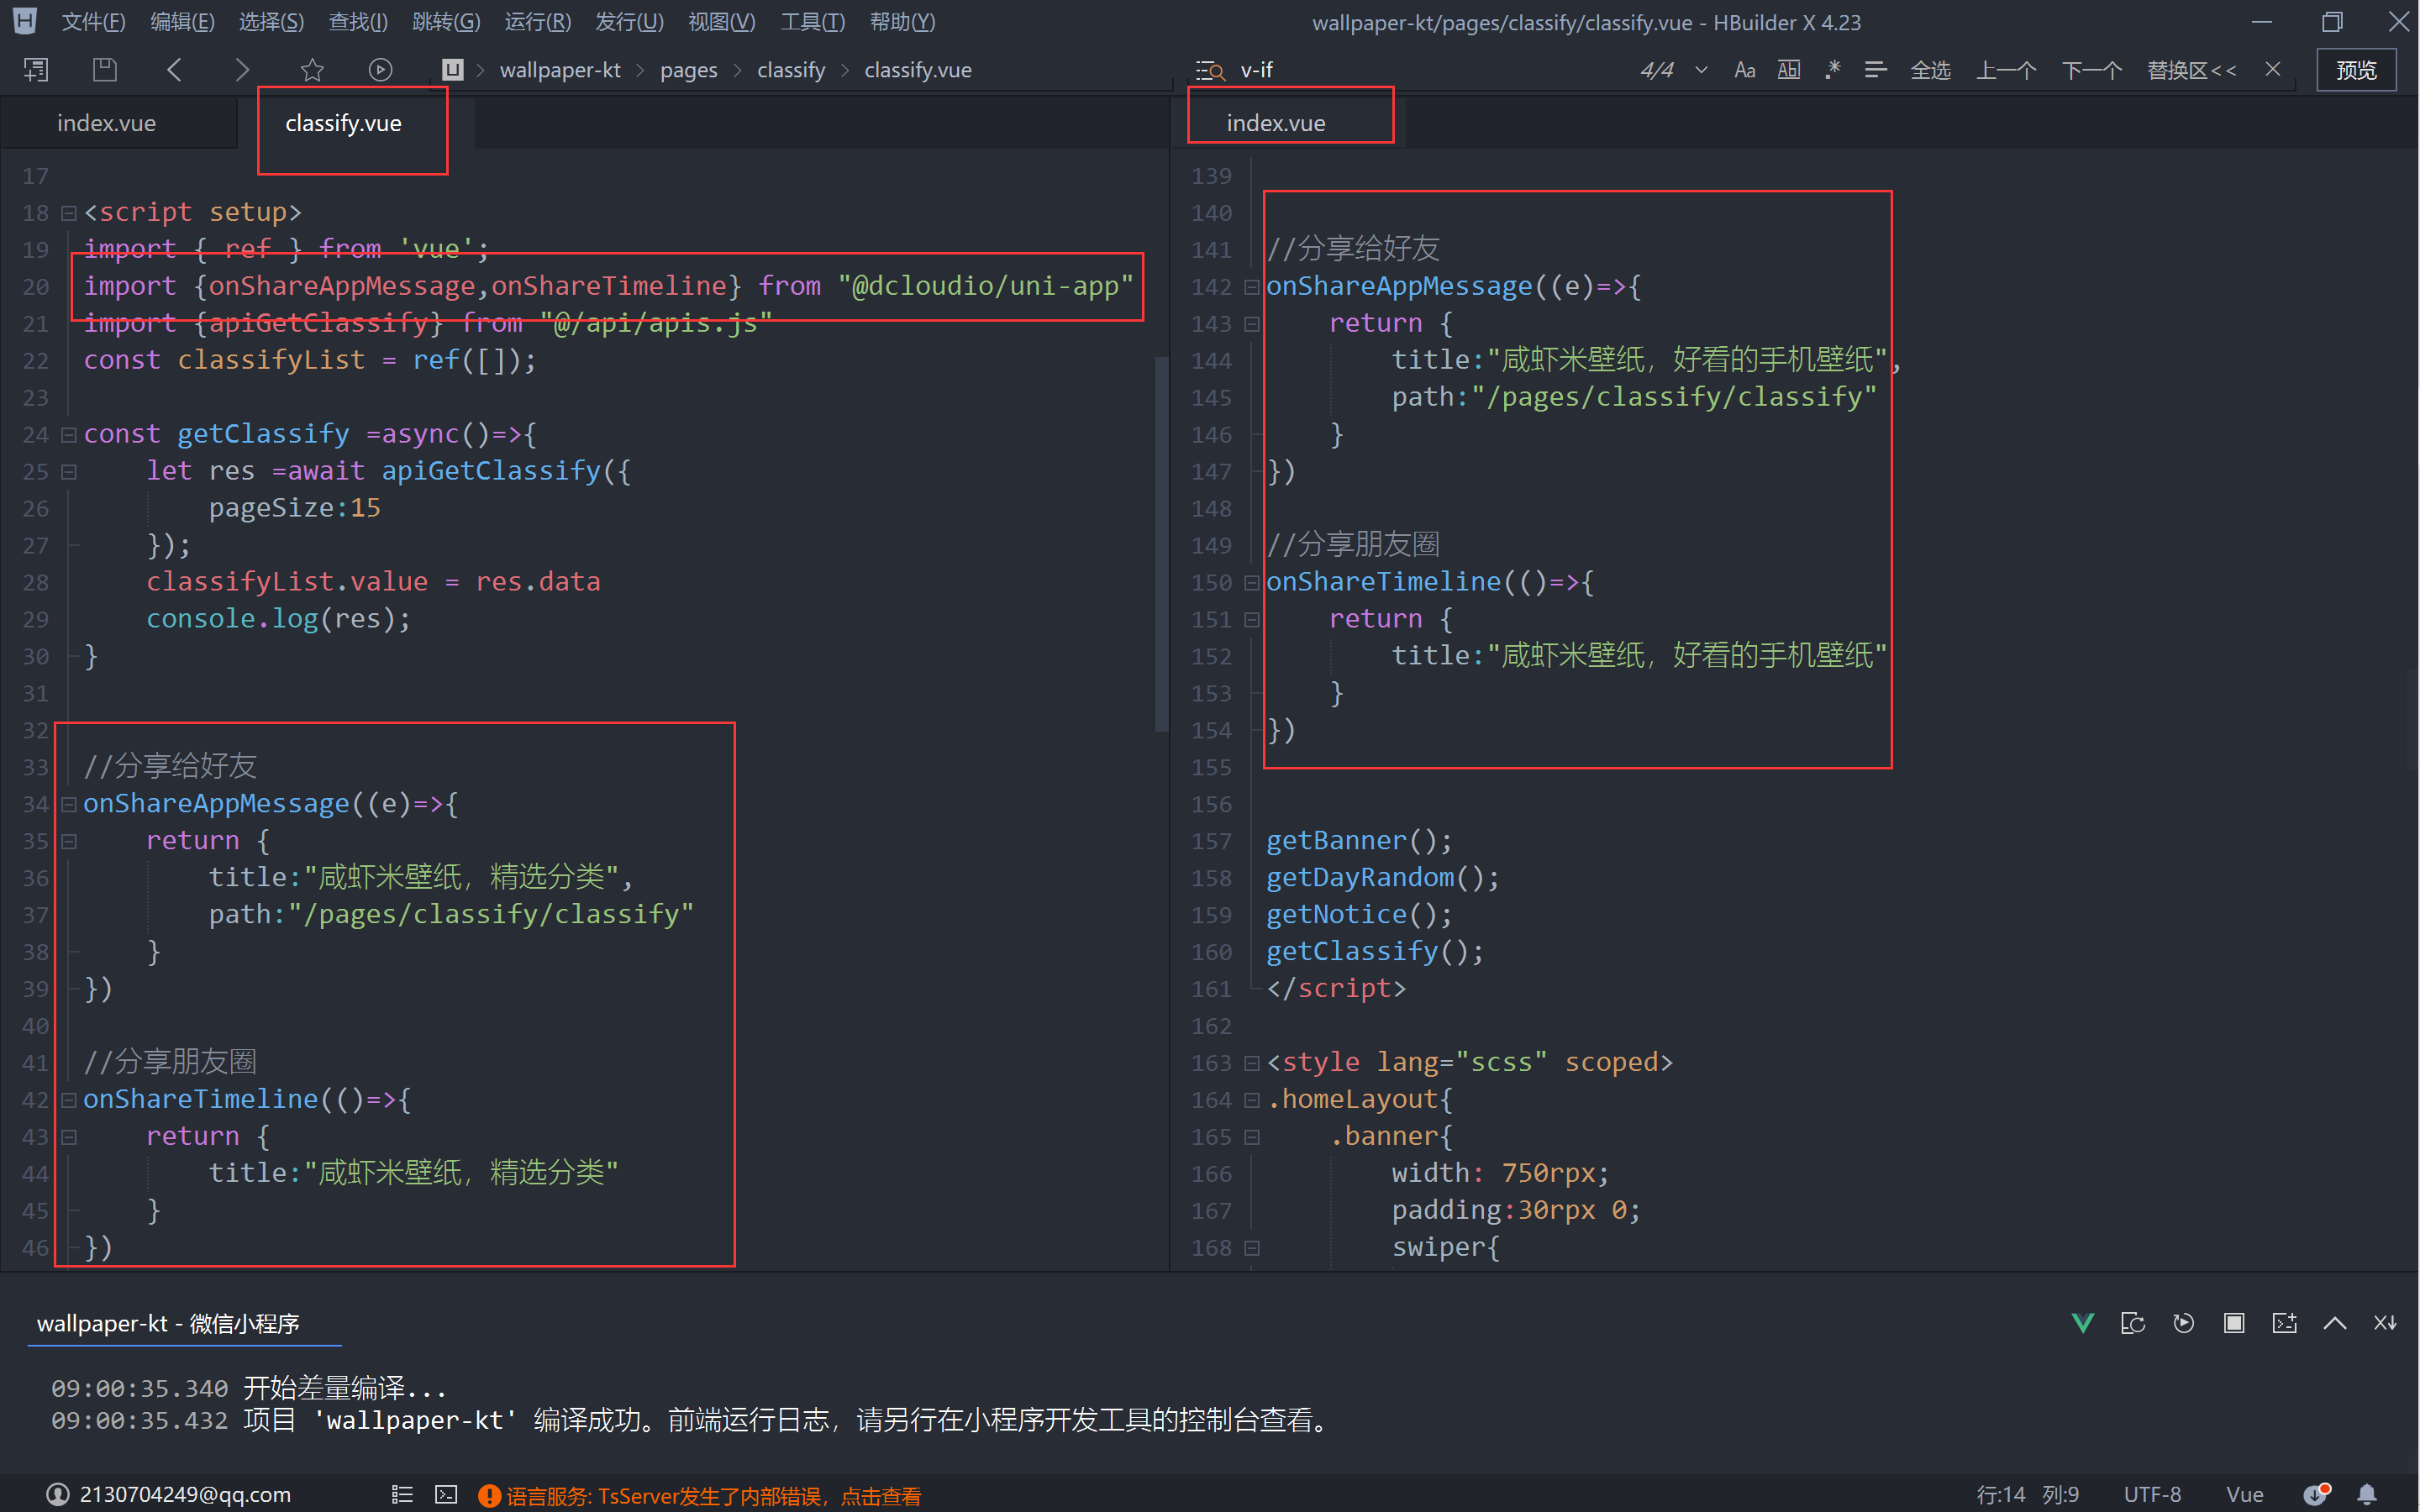 文件(F) 编辑(E) 选择(S) 查找(I) 跳转(G) 运行(R) 发行(U) 视图(V) 工具(T) 帮助(Y) wallpaper-kt/pages/classify/classify.vue - HBuilder X 4.23
wallpaper-kt > pages > classify > classify.vue
v-if 4/4 Aa Ab .* 全选 上一个 下一个 替换区<< 预览
index.vue classify.vue
17
18 <script setup>
19 import { ref } from 'vue';
20 import {onShareAppMessage,onShareTimeline} from "@dcloudio/uni-app"
21 import {apiGetClassify} from "@/api/apis.js"
22 const classifyList = ref([]);
23
24 const getClassify =async()=>{
25 let res =await apiGetClassify({
26 pageSize:15
27 });
28 classifyList.value = res.data
29 console.log(res);
30 }
31
32
33 //分享给好友
34 onShareAppMessage((e)=>{
35 return {
36 title:"咸虾米壁纸，精选分类",
37 path:"/pages/classify/classify"
38 }
39 })
40
41 //分享朋友圈
42 onShareTimeline(()=>{
43 return {
44 title:"咸虾米壁纸，精选分类"
45 }
46 })
index.vue
139
140
141 //分享给好友
142 onShareAppMessage((e)=>{
143 return {
144 title:"咸虾米壁纸，好看的手机壁纸",
145 path:"/pages/classify/classify"
146 }
147 })
148
149 //分享朋友圈
150 onShareTimeline(()=>{
151 return {
152 title:"咸虾米壁纸，好看的手机壁纸"
153 }
154 })
155
156
157 getBanner();
158 getDayRandom();
159 getNotice();
160 getClassify();
161 </script>
162
163 <style lang="scss" scoped>
164 .homeLayout{
165 .banner{
166 width: 750rpx;
167 padding:30rpx 0;
168 swiper{
wallpaper-kt - 微信小程序
09:00:35.340 开始差量编译...
09:00:35.432 项目 'wallpaper-kt' 编译成功。前端运行日志，请另行在小程序开发工具的控制台查看。
2130704249@qq.com 语言服务: TsServer发生了内部错误，点击查看 行:14 列:9 UTF-8 Vue